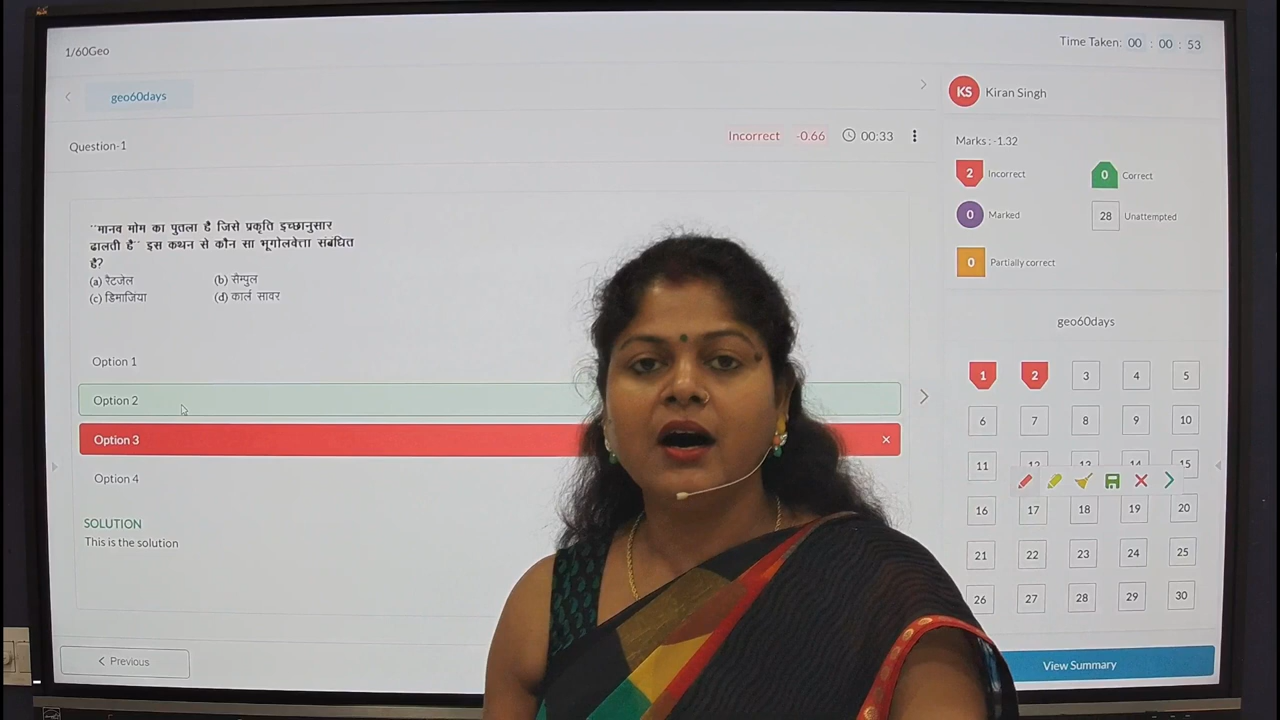 1/60Geo
Time Taken: 00 : 00 : 53
geo60days
KS Kiran Singh
Question-1
Incorrect -0.66 00:33
Marks : -1.32
2 Incorrect
0 Correct
0 Marked
28 Unattempted
0 Partially correct
"मानव मोम का पुतला है जिसे प्रकृति इच्छानुसार
ढालती है" इस कथन से कौन सा भूगोलवेत्ता संबंधित
है?
(a) रैटजेल (b) सैम्पुल
(c) डिमाजिया (d) कार्ल सावर
Option 1
Option 2
Option 3
Option 4
SOLUTION
This is the solution
Previous
geo60days
1 2 3 4 5
6 7 8 9 10
11 12 13 14 15
16 17 18 19 20
21 22 23 24 25
26 27 28 29 30
View Summary